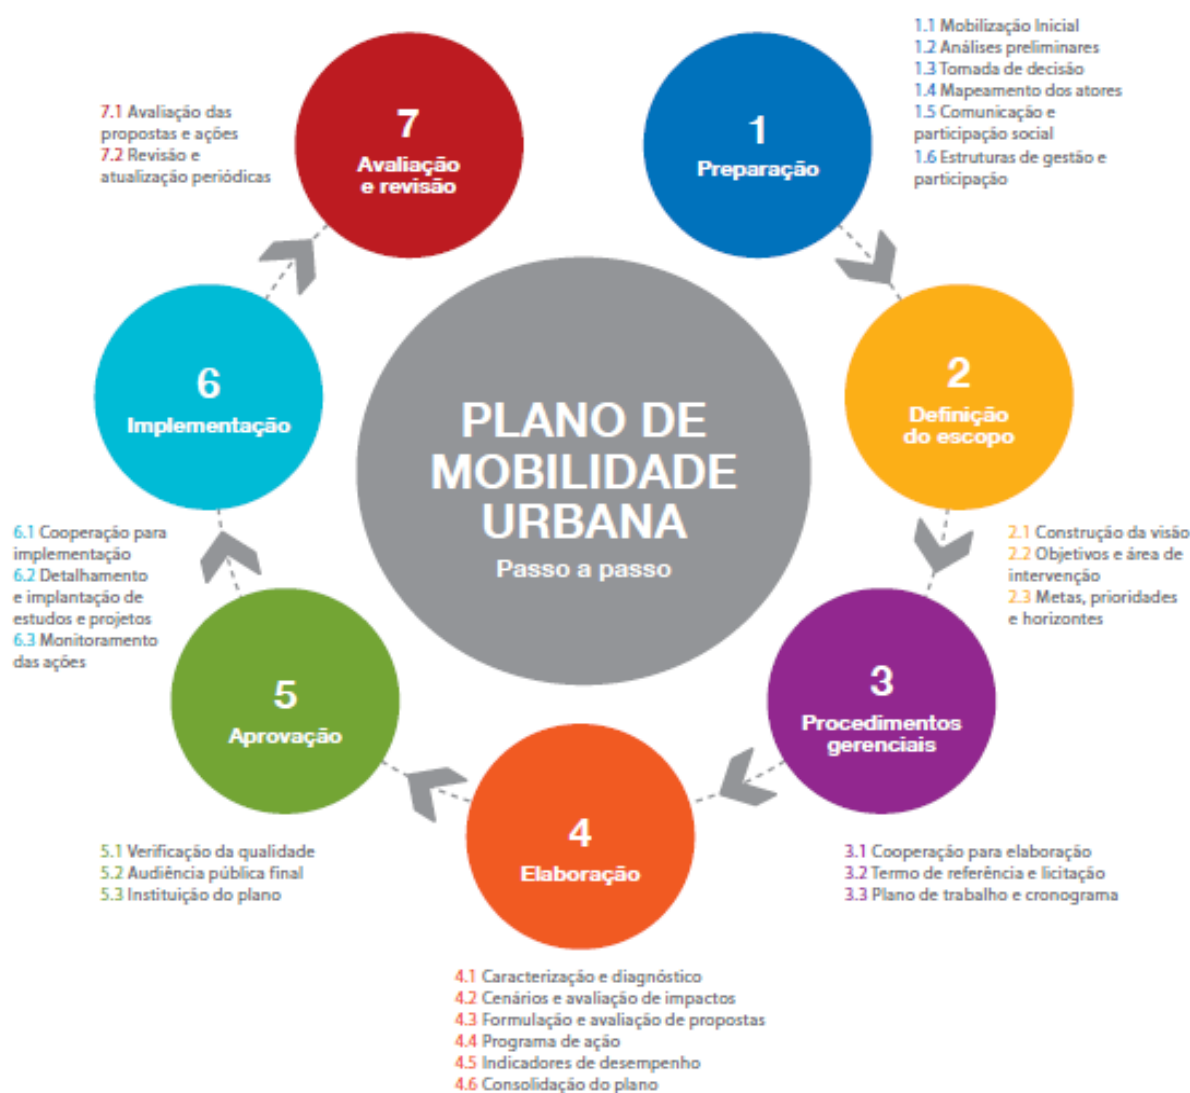 PLANO DE
MOBILIDADE
URBANA
Passo a passo
1
Preparação
1.1 Mobilização Inicial
1.2 Análises preliminares
1.3 Tomada de decisão
1.4 Mapeamento dos atores
1.5 Comunicação e
participação social
1.6 Estruturas de gestão e
participação
2
Definição
do escopo
2.1 Construção da visão
2.2 Objetivos e área de
intervenção
2.3 Metas, prioridades
e horizontes
3
Procedimentos
gerenciais
3.1 Cooperação para elaboração
3.2 Termo de referência e licitação
3.3 Plano de trabalho e cronograma
4
Elaboração
4.1 Caracterização e diagnóstico
4.2 Cenários e avaliação de impactos
4.3 Formulação e avaliação de propostas
4.4 Programa de ação
4.5 Indicadores de desempenho
4.6 Consolidação do plano
5
Aprovação
5.1 Verificação da qualidade
5.2 Audiência pública final
5.3 Instituição do plano
6
Implementação
6.1 Cooperação para
implementação
6.2 Detalhamento
e implantação de
estudos e projetos
6.3 Monitoramento
das ações
7
Avaliação
e revisão
7.1 Avaliação das
propostas e ações
7.2 Revisão e
atualização periódicas